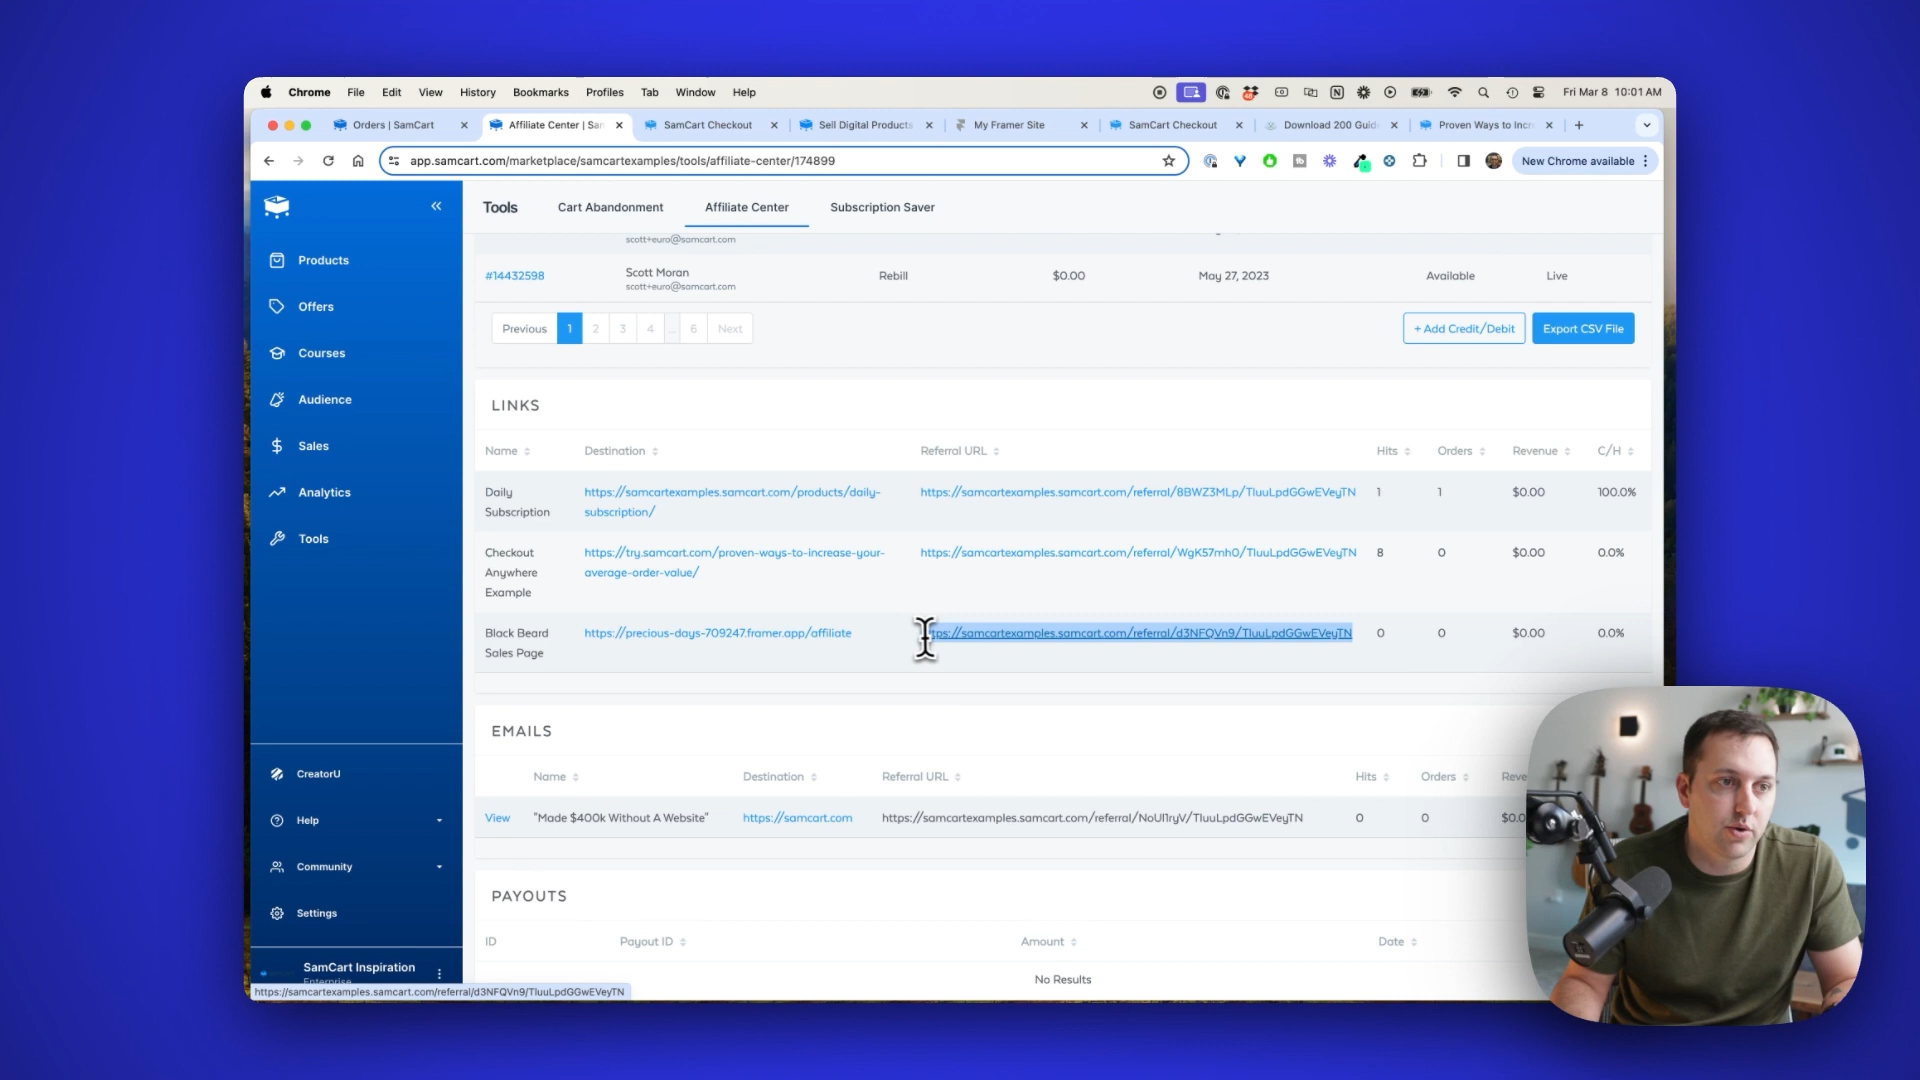 Chrome File Edit View History Bookmarks Profiles Tab Window Help Fri Mar 8 10:01 AM
Orders | SamCart Affiliate Center | San SamCart Checkout Sell Digital Products My Framer Site SamCart Checkout Download 200 Guid Proven Ways to Incr
app.samcart.com/marketplace/samcartexamples/tools/affiliate-center/174899 New Chrome available
Tools Cart Abandonment Affiliate Center Subscription Saver
Products
Offers
Courses
Audience
Sales
Analytics
Tools
CreatorU
Help
Community
Settings
SamCart Inspiration
Enterprise
scott+euro@samcart.com
#14432598 Scott Moran Rebill $0.00 May 27, 2023 Available Live
scott+euro@samcart.com
Previous 1 2 3 4 ... 6 Next + Add Credit/Debit Export CSV File
LINKS
Name Destination Referral URL Hits Orders Revenue C/H
Daily https://samcartexamples.samcart.com/products/daily- https://samcartexamples.samcart.com/referral/8BWZ3MLp/TluuLpdGGwEVeyTN 1 1 $0.00 100.0%
Subscription subscription/
Checkout https://try.samcart.com/proven-ways-to-increase-your- https://samcartexamples.samcart.com/referral/WgK57mhO/TluuLpdGGwEVeyTN 8 0 $0.00 0.0%
Anywhere average-order-value/
Example
Black Beard https://precious-days-709247.framer.app/affiliate tps://samcartexamples.samcart.com/referral/d3NFQVn9/TluuLpdGGwEVeyTN 0 0 $0.00 0.0%
Sales Page
EMAILS
Name Destination Referral URL Hits Orders Reve
View "Made $400k Without A Website" https://samcart.com https://samcartexamples.samcart.com/referral/NoUl1ryV/TluuLpdGGwEVeyTN 0 0 $0.0
PAYOUTS
ID Payout ID Amount Date
No Results
https://samcartexamples.samcart.com/referral/d3NFQVn9/TluuLpdGGwEVeyTN